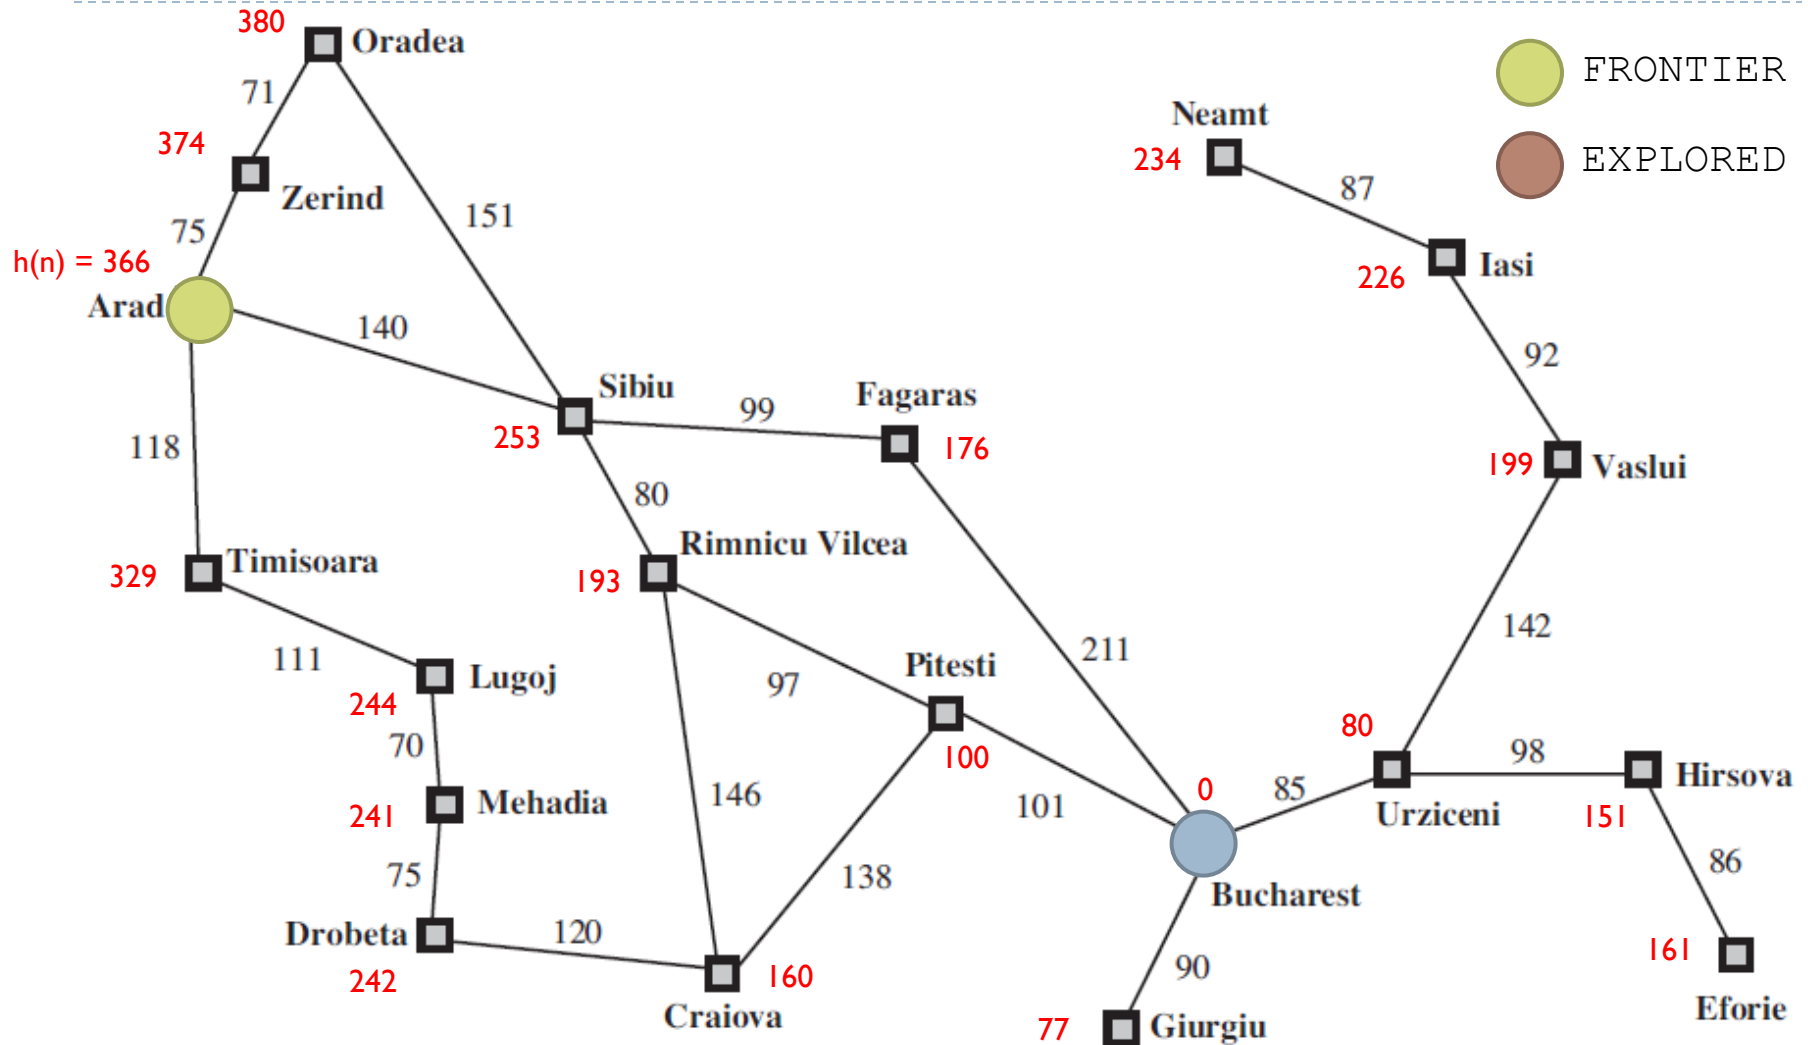 380
Oradea
FRONTIER
71
Neamt
374
234
EXPLORED
Zerind
87
151
75
h(n) = 366
Iasi
226
Arad
140
92
Sibiu
Fagaras
99
118
253
176
199
Vaslui
80
Rimnicu Vilcea
Timisoara
329
193
142
211
111
Pitesti
Lugoj
97
244
80
70
100
98
Hirsova
0
85
146
Mehadia
101
Urziceni
151
241
86
75
138
Bucharest
Drobeta
120
161
90
242
160
Eforie
Craiova
77
Giurgiu